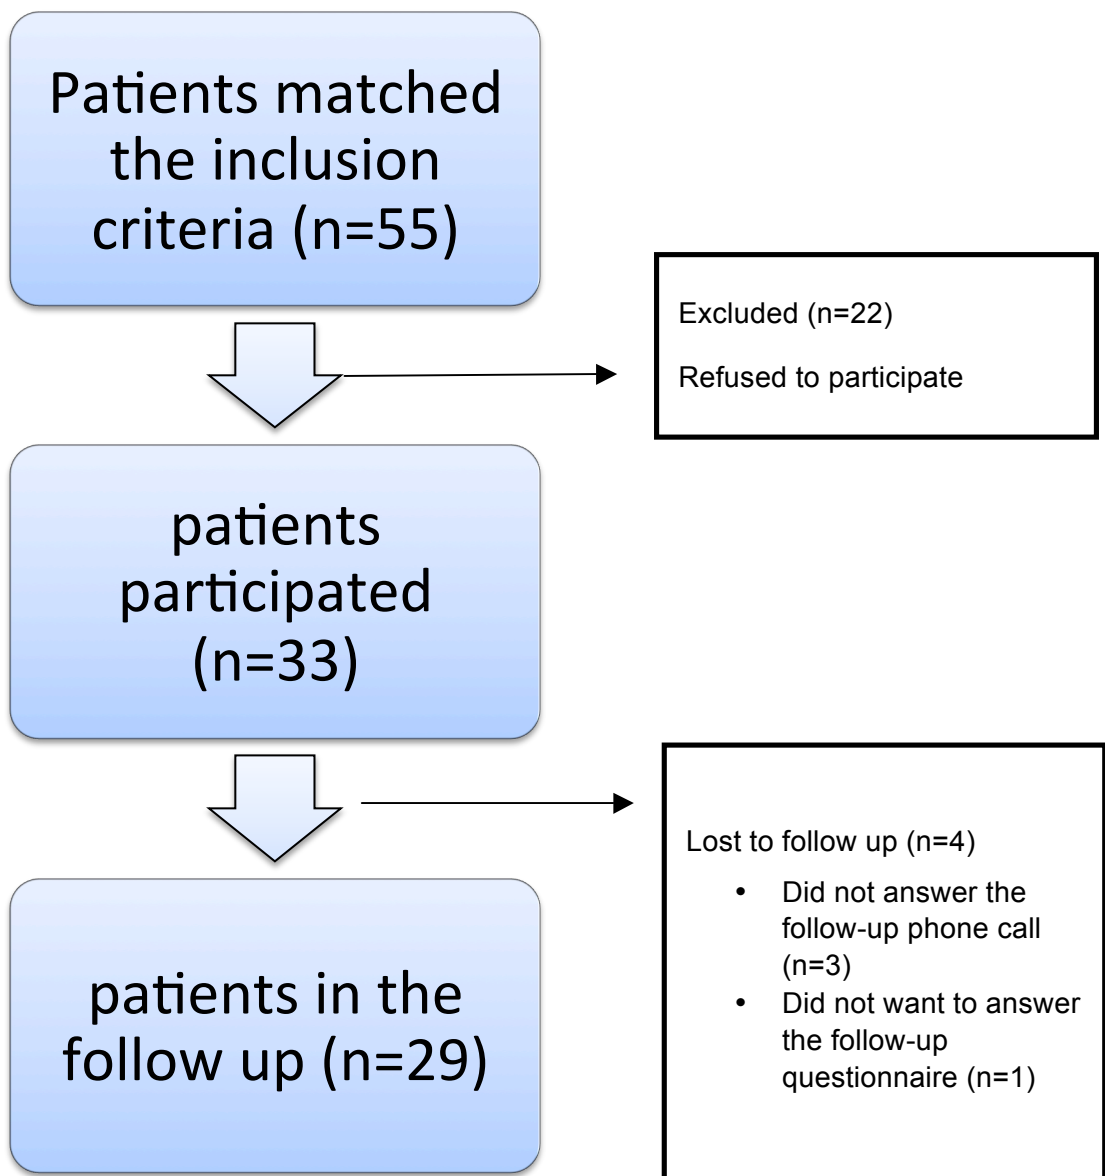 Patients matched
the inclusion
criteria (n=55)
Excluded (n=22)
Refused to participate
patients
participated
(n=33)
Lost to follow up (n=4)
• Did not answer the
follow-up phone call
(n=3)
• Did not want to answer
the follow-up
questionnaire (n=1)
patients in the
follow up (n=29)